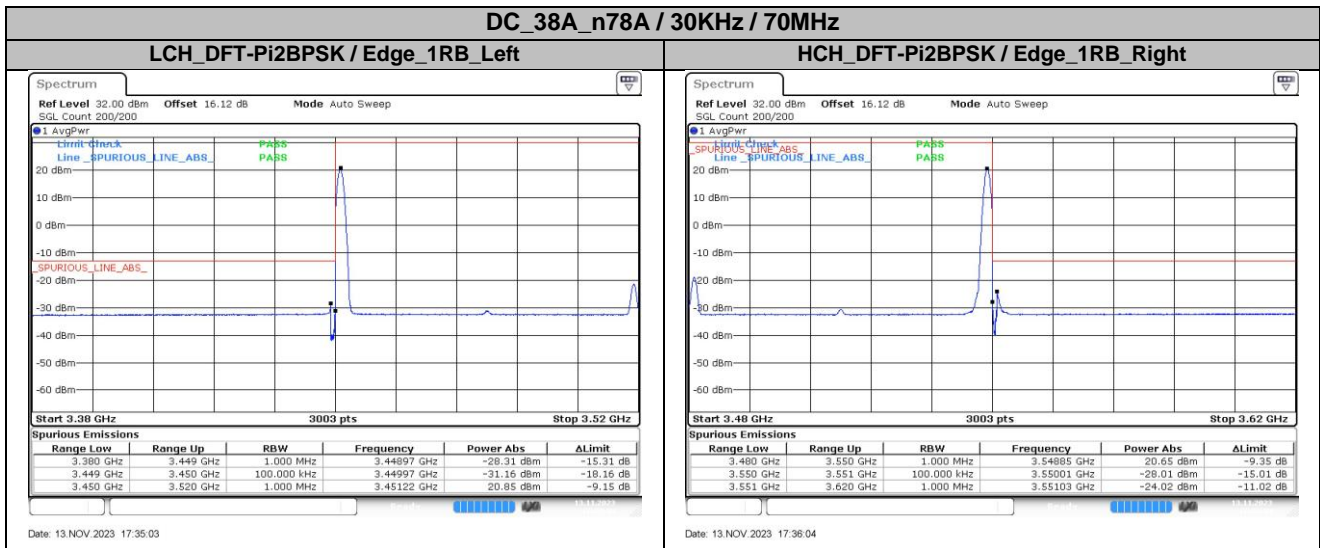 DC_38A_n78A / 30KHz / 70MHz
LCH_DFT-Pi2BPSK / Edge_1RB_Left
HCH_DFT-Pi2BPSK / Edge_1RB_Right
Spectrum
Ref Level 32.00 dBm Offset 16.12 dB Mode Auto Sweep
SGL Count 200/200
1 AvgPwr
Limit Check PASS
Line _SPURIOUS_LINE_ABS_ PASS
20 dBm
10 dBm
0 dBm
-10 dBm
_SPURIOUS_LINE_ABS_
-20 dBm
-30 dBm
-40 dBm
-50 dBm
-60 dBm
Start 3.38 GHz 3003 pts Stop 3.52 GHz
Spurious Emissions
Range Low Range Up RBW Frequency Power Abs ΔLimit
3.380 GHz 3.449 GHz 1.000 MHz 3.44897 GHz -28.31 dBm -15.31 dB
3.449 GHz 3.450 GHz 100.000 kHz 3.44997 GHz -31.16 dBm -18.16 dB
3.450 GHz 3.520 GHz 1.000 MHz 3.45122 GHz 20.85 dBm -9.15 dB
Date: 13.NOV.2023 17:35:03
Spectrum
Ref Level 32.00 dBm Offset 16.12 dB Mode Auto Sweep
SGL Count 200/200
1 AvgPwr
Limit Check PASS
_SPURIOUS_LINE_ABS_
Line _SPURIOUS_LINE_ABS_ PASS
20 dBm
10 dBm
0 dBm
-10 dBm
-20 dBm
-30 dBm
-40 dBm
-50 dBm
-60 dBm
Start 3.48 GHz 3003 pts Stop 3.62 GHz
Spurious Emissions
Range Low Range Up RBW Frequency Power Abs ΔLimit
3.480 GHz 3.550 GHz 1.000 MHz 3.54885 GHz 20.65 dBm -9.35 dB
3.550 GHz 3.551 GHz 100.000 kHz 3.55001 GHz -28.01 dBm -15.01 dB
3.551 GHz 3.620 GHz 1.000 MHz 3.55103 GHz -24.02 dBm -11.02 dB
Date: 13.NOV.2023 17:36:04